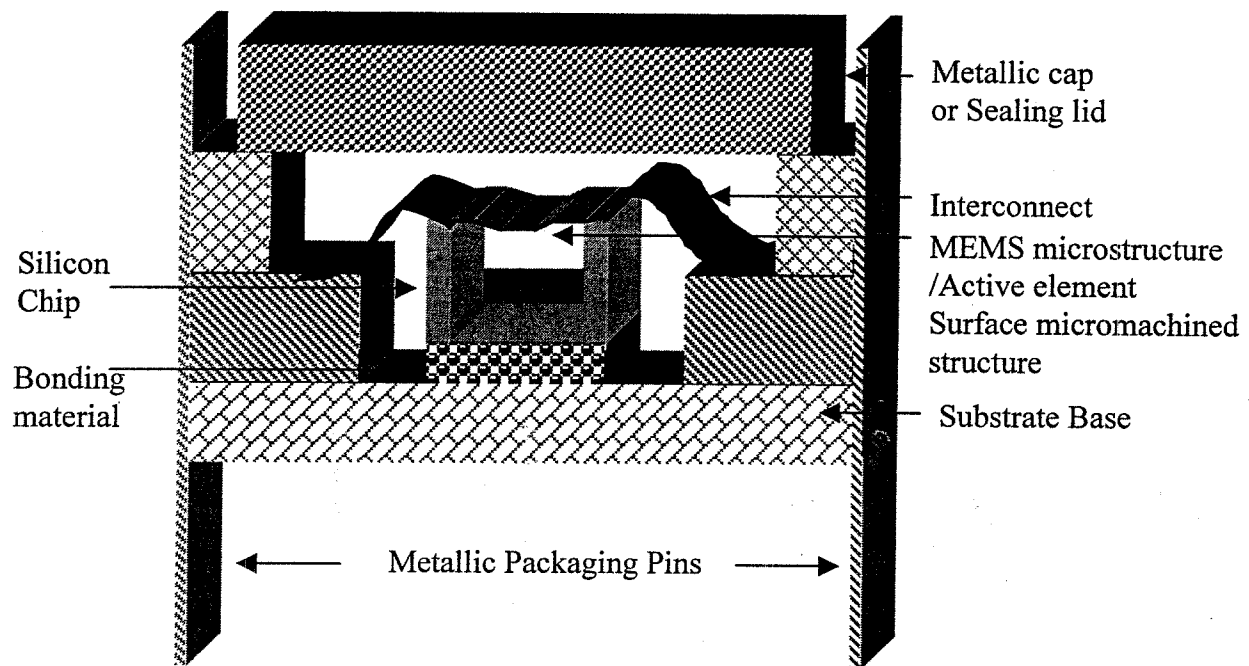 Metallic cap
or Sealing lid
Interconnect
MEMS microstructure
/Active element
Surface micromachined
structure
Silicon
Chip
Bonding
material
Substrate Base
Metallic Packaging Pins